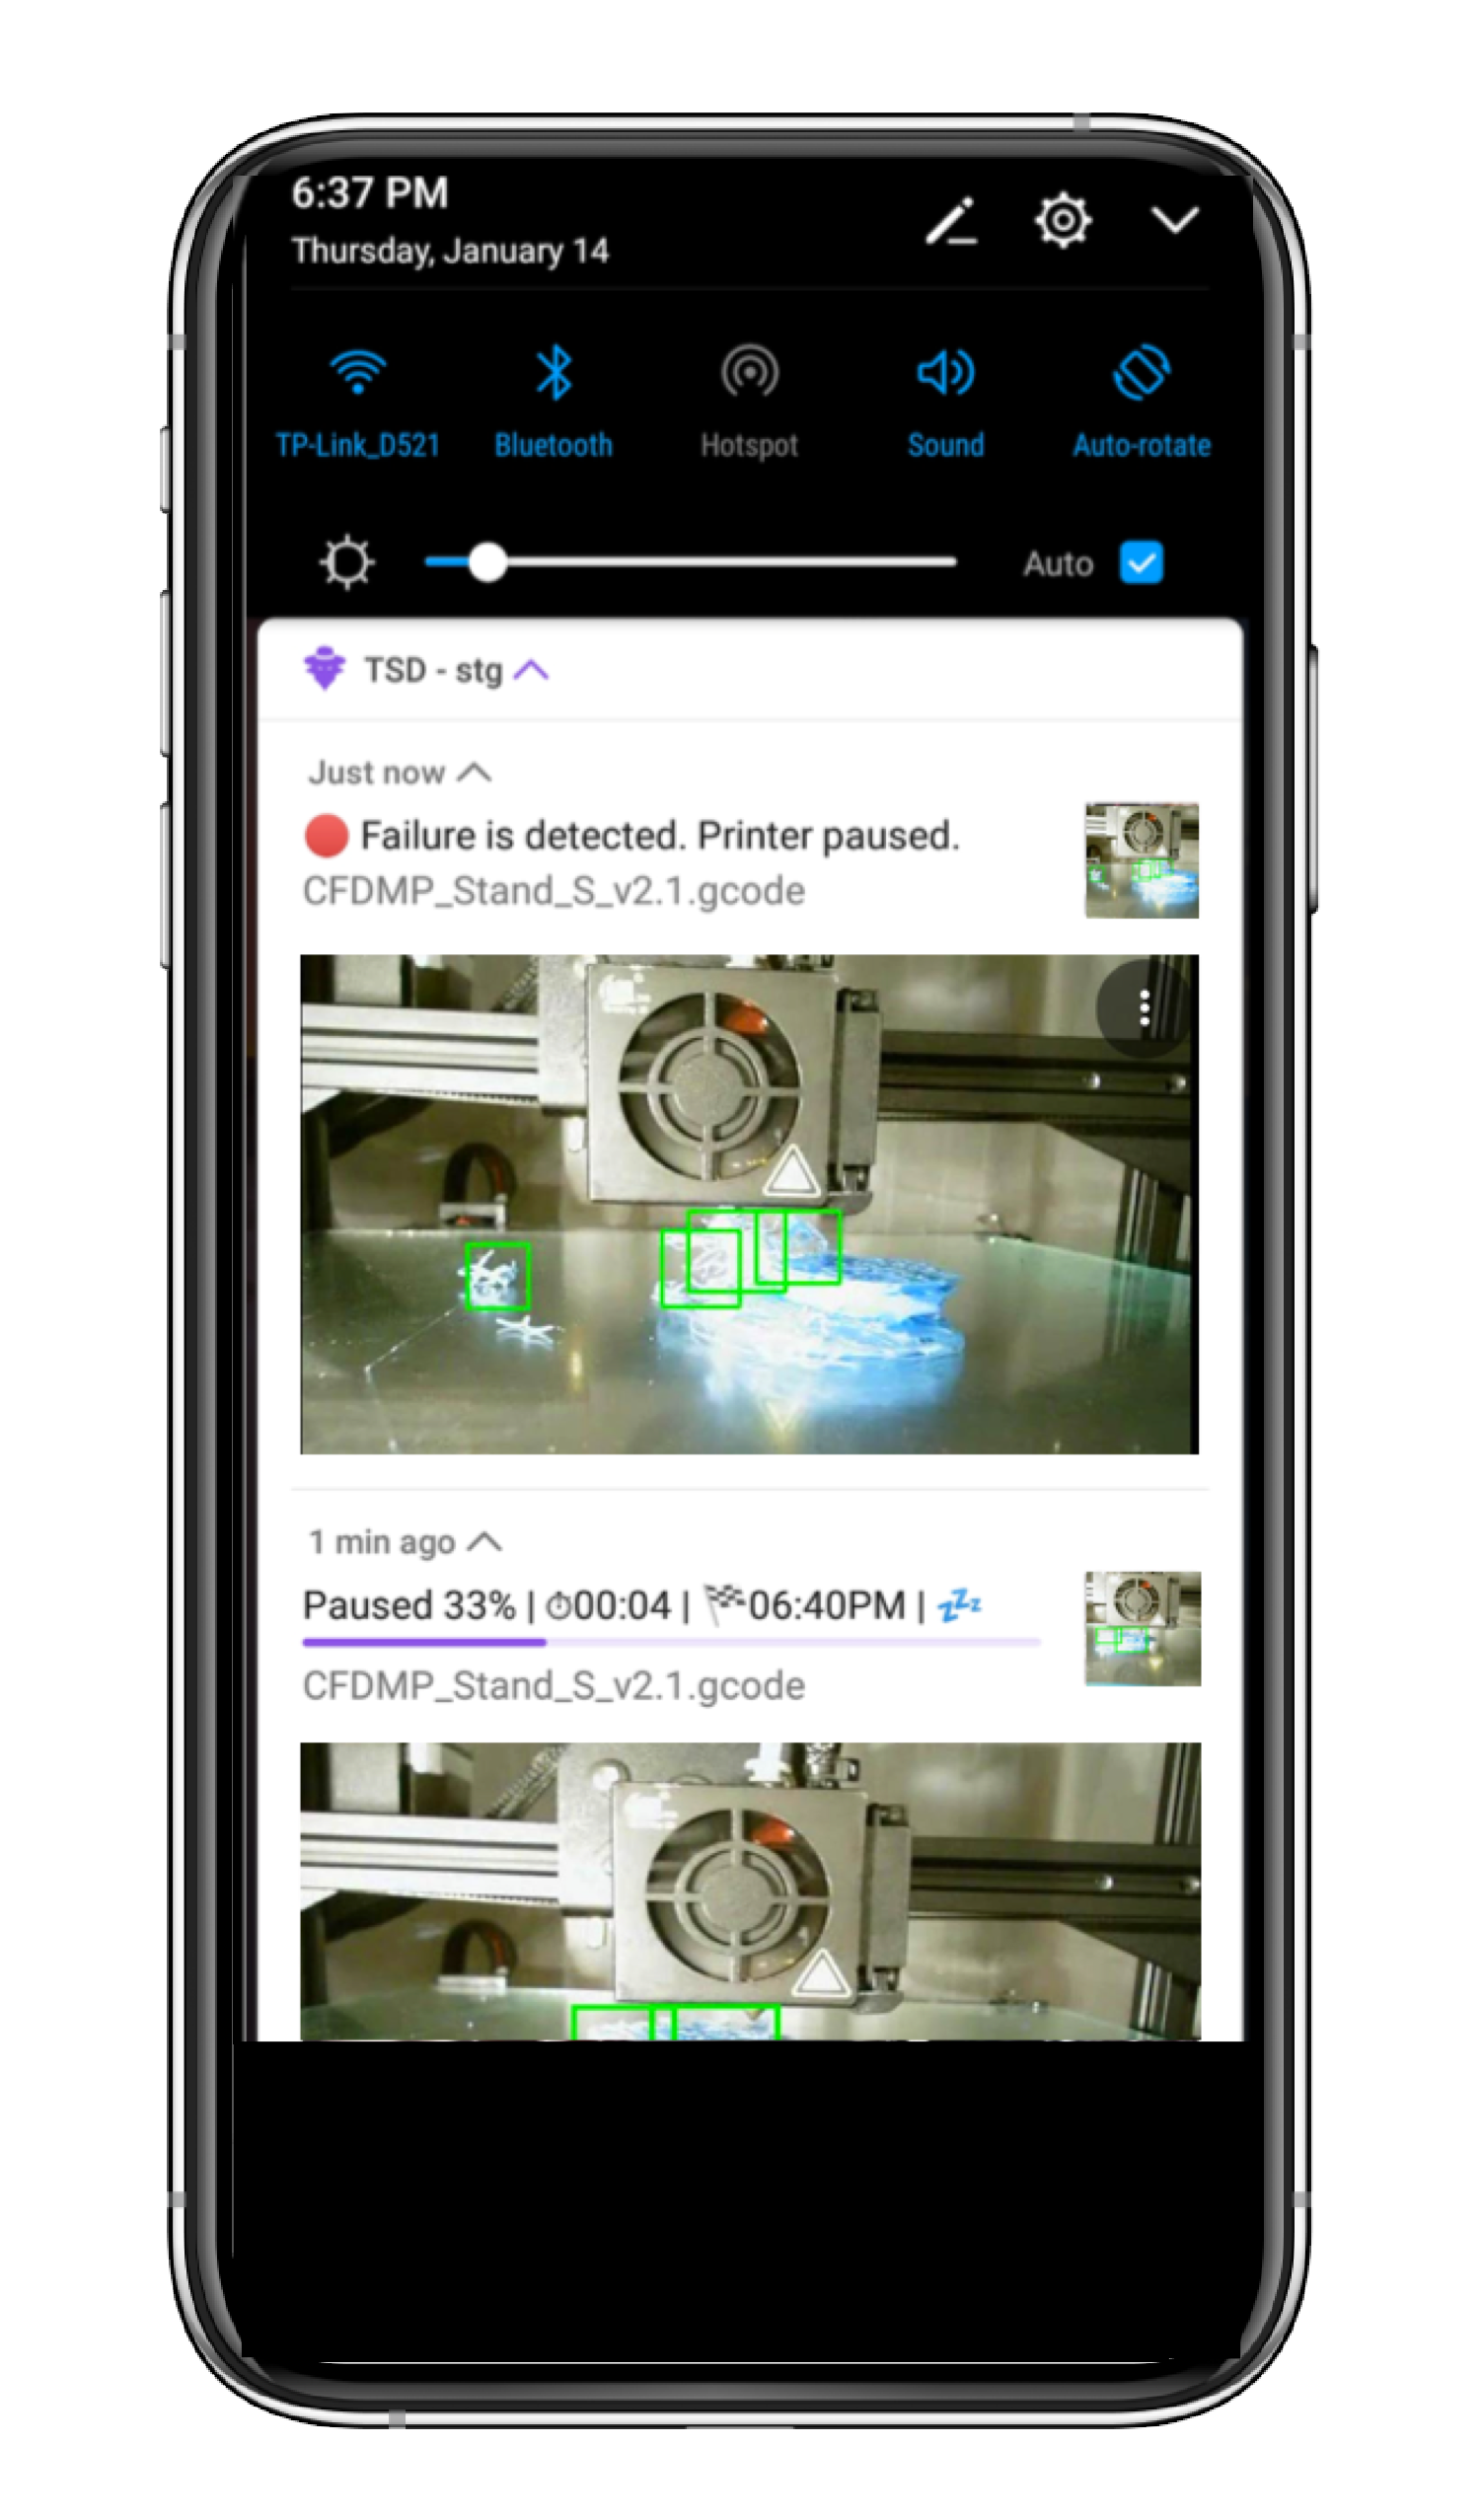 6:37 PM
Thursday, January 14
TP-Link_D521
Bluetooth
Hotspot
Sound
Auto-rotate
Auto
TSD - stg
Just now
🔴 Failure is detected. Printer paused.
CFDMP_Stand_S_v2.1.gcode
1 min ago
Paused 33% | ⏱00:04 | 🏁06:40PM | 💤
CFDMP_Stand_S_v2.1.gcode